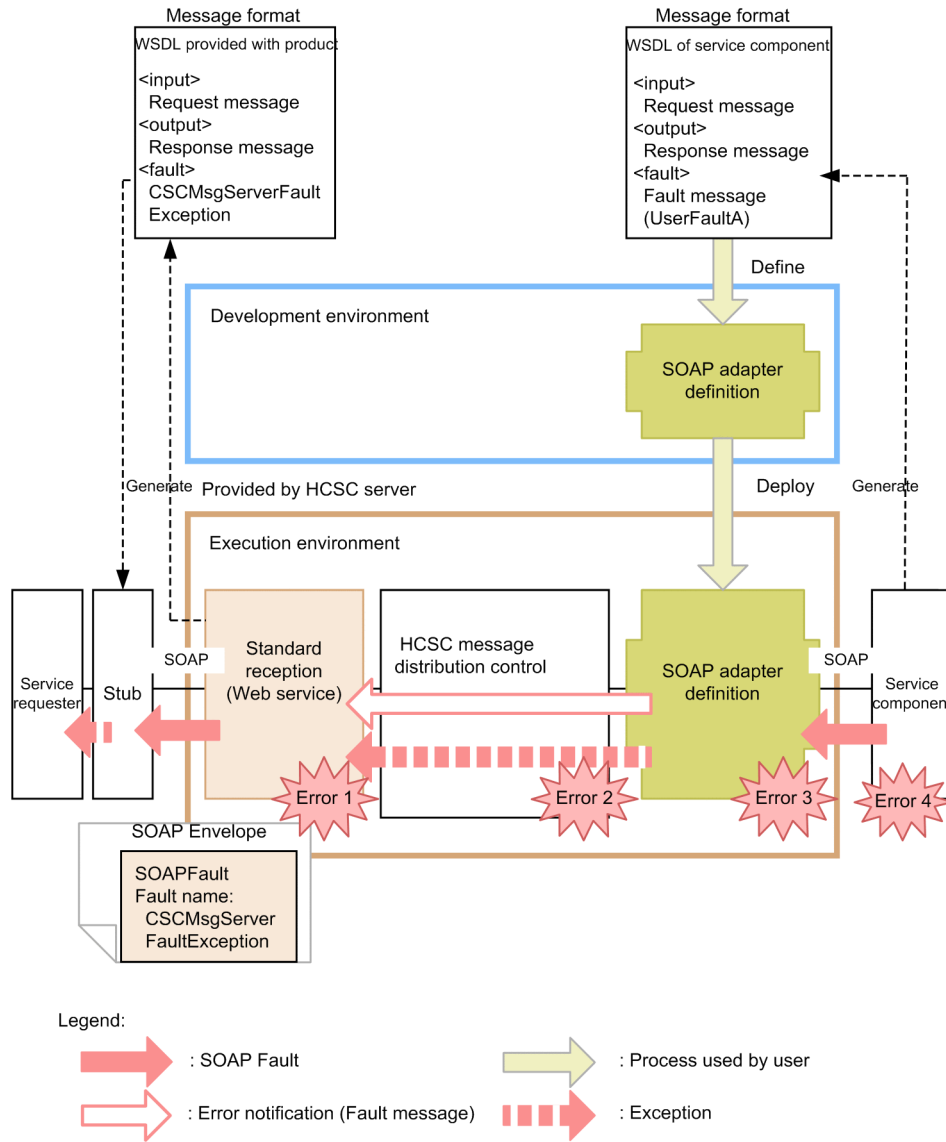 Message format
WSDL provided with product
<input>
Request message
<output>
Response message
<fault>
CSCMsgServerFault
Exception
Message format
WSDL of service component
<input>
Request message
<output>
Response message
<fault>
Fault message
(UserFaultA)
Define
Development environment
SOAP adapter
definition
Generate
Provided by HCSC server
Deploy
Generate
Execution environment
Service
requester
Stub
SOAP
Standard
reception
(Web service)
HCSC message
distribution control
SOAP adapter
definition
SOAP
Service
component
Error 1
Error 2
Error 3
Error 4
SOAP Envelope
SOAPFault
Fault name:
CSCMsgServer
FaultException
Legend:
: SOAP Fault
: Process used by user
: Error notification (Fault message)
: Exception